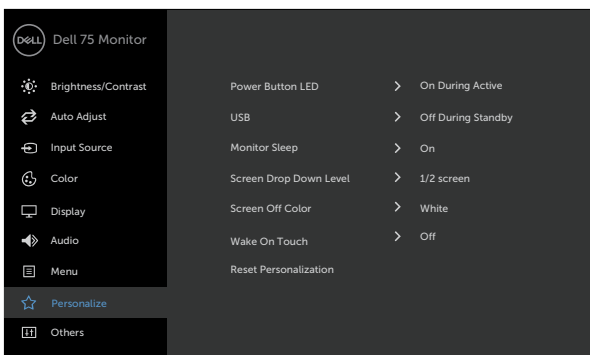 DELL Dell 75 Monitor
Brightness/Contrast
Auto Adjust
Input Source
Color
Display
Audio
Menu
Personalize
Others
Power Button LED > On During Active
USB > Off During Standby
Monitor Sleep > On
Screen Drop Down Level > 1/2 screen
Screen Off Color > White
Wake On Touch > Off
Reset Personalization